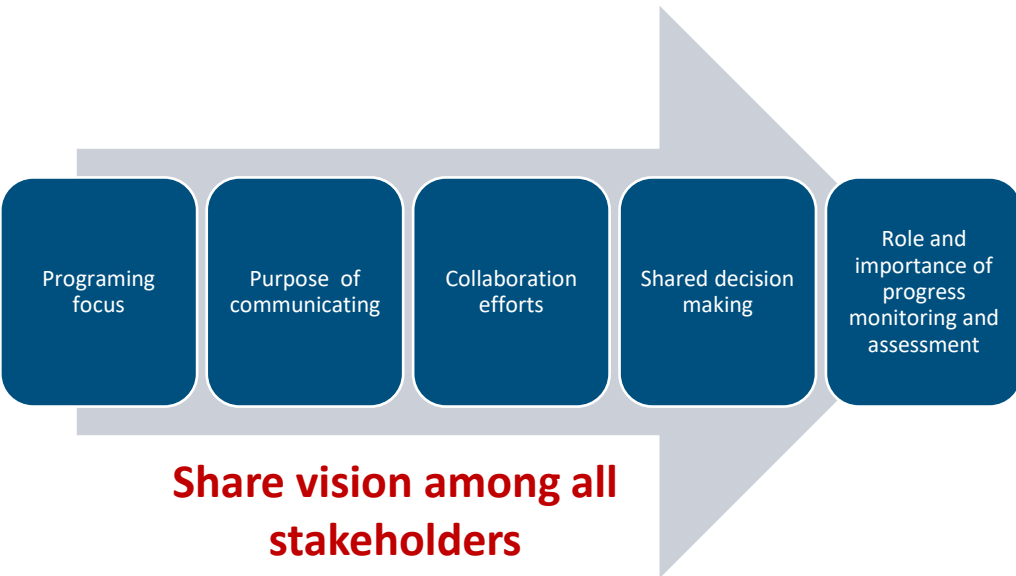 Programing
focus
Purpose of
communicating
Collaboration
efforts
Shared decision
making
Role and
importance of
progress
monitoring and
assessment
Share vision among all
stakeholders